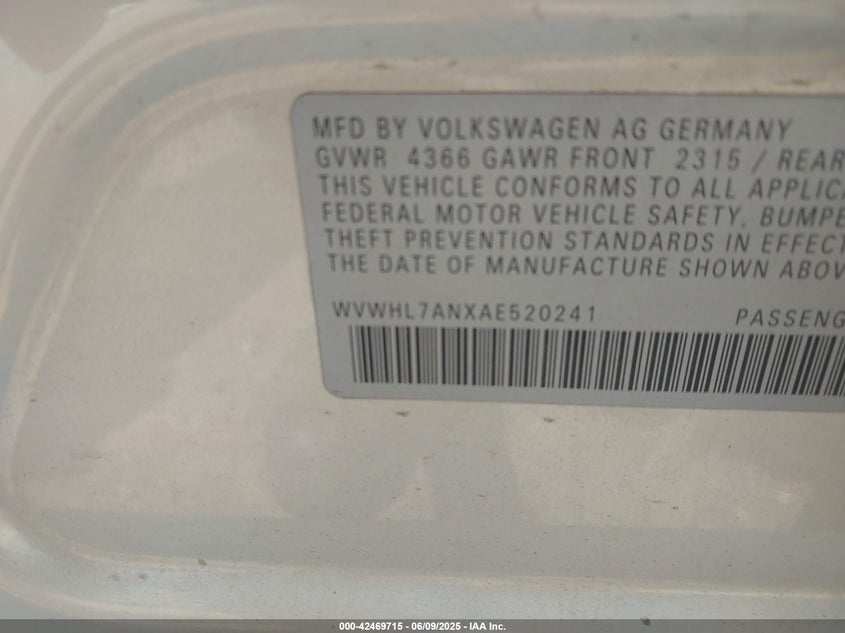 MFD BY VOLKSWAGEN AG GERMANY
GVWR 4366 GAWR FRONT 2315 / REAR
THIS VEHICLE CONFORMS TO ALL APPLICA
FEDERAL MOTOR VEHICLE SAFETY, BUMPE
THEFT PREVENTION STANDARDS IN EFFECT
THE DATE OF MANUFACTURE SHOWN ABOV
WVWHL7ANXAE520241 PASSENG
000-42469715 - 06/09/2025 - IAA Inc.